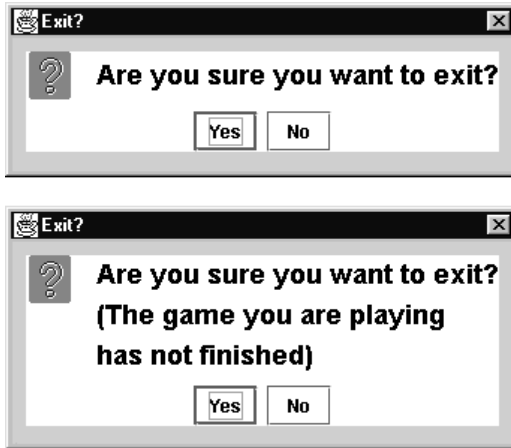 Exit?
Are you sure you want to exit?
Yes No
Exit?
Are you sure you want to exit?
(The game you are playing
has not finished)
Yes No